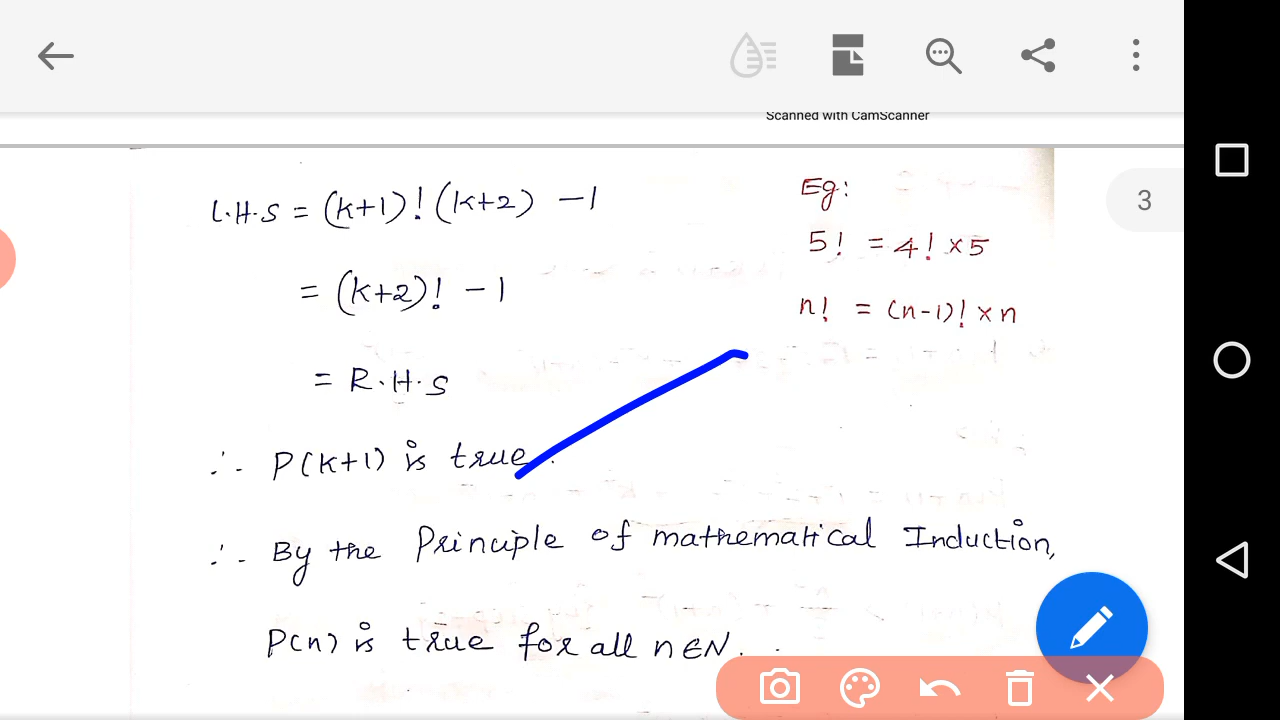 Scanned with CamScanner
3
L.H.S = (k+1)! (k+2) - 1
= (k+2)! - 1
= R.H.S
∴ P(k+1) is true.
∴ By the Principle of mathematical Induction,
P(n) is true for all n∈N.
Eg:
5! = 4! × 5
n! = (n-1)! × n